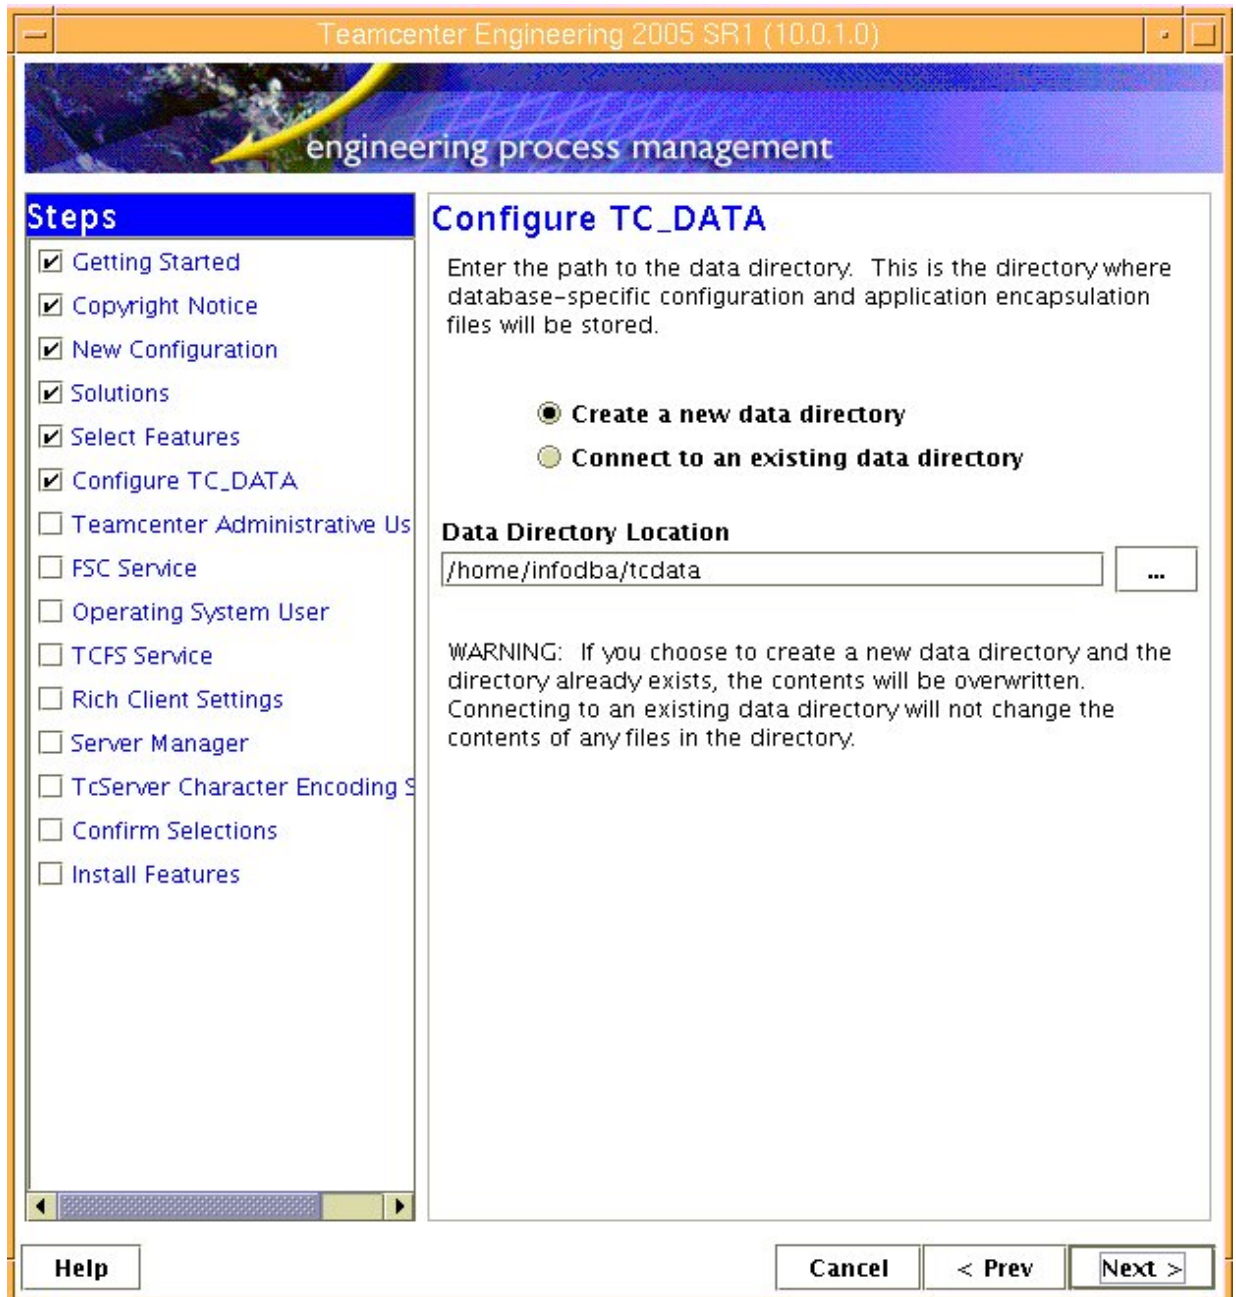 Teamcenter Engineering 2005 SR1 (10.0.1.0)
engineering process management
Steps
Getting Started
Copyright Notice
New Configuration
Solutions
Select Features
Configure TC_DATA
Teamcenter Administrative Us
FSC Service
Operating System User
TCFS Service
Rich Client Settings
Server Manager
TcServer Character Encoding S
Confirm Selections
Install Features
Configure TC_DATA
Enter the path to the data directory.  This is the directory where
database-specific configuration and application encapsulation
files will be stored.
Create a new data directory
Connect to an existing data directory
Data Directory Location
/home/infodba/tcdata
...
WARNING:  If you choose to create a new data directory and the
directory already exists, the contents will be overwritten.
Connecting to an existing data directory will not change the
contents of any files in the directory.
Help
Cancel
< Prev
Next >